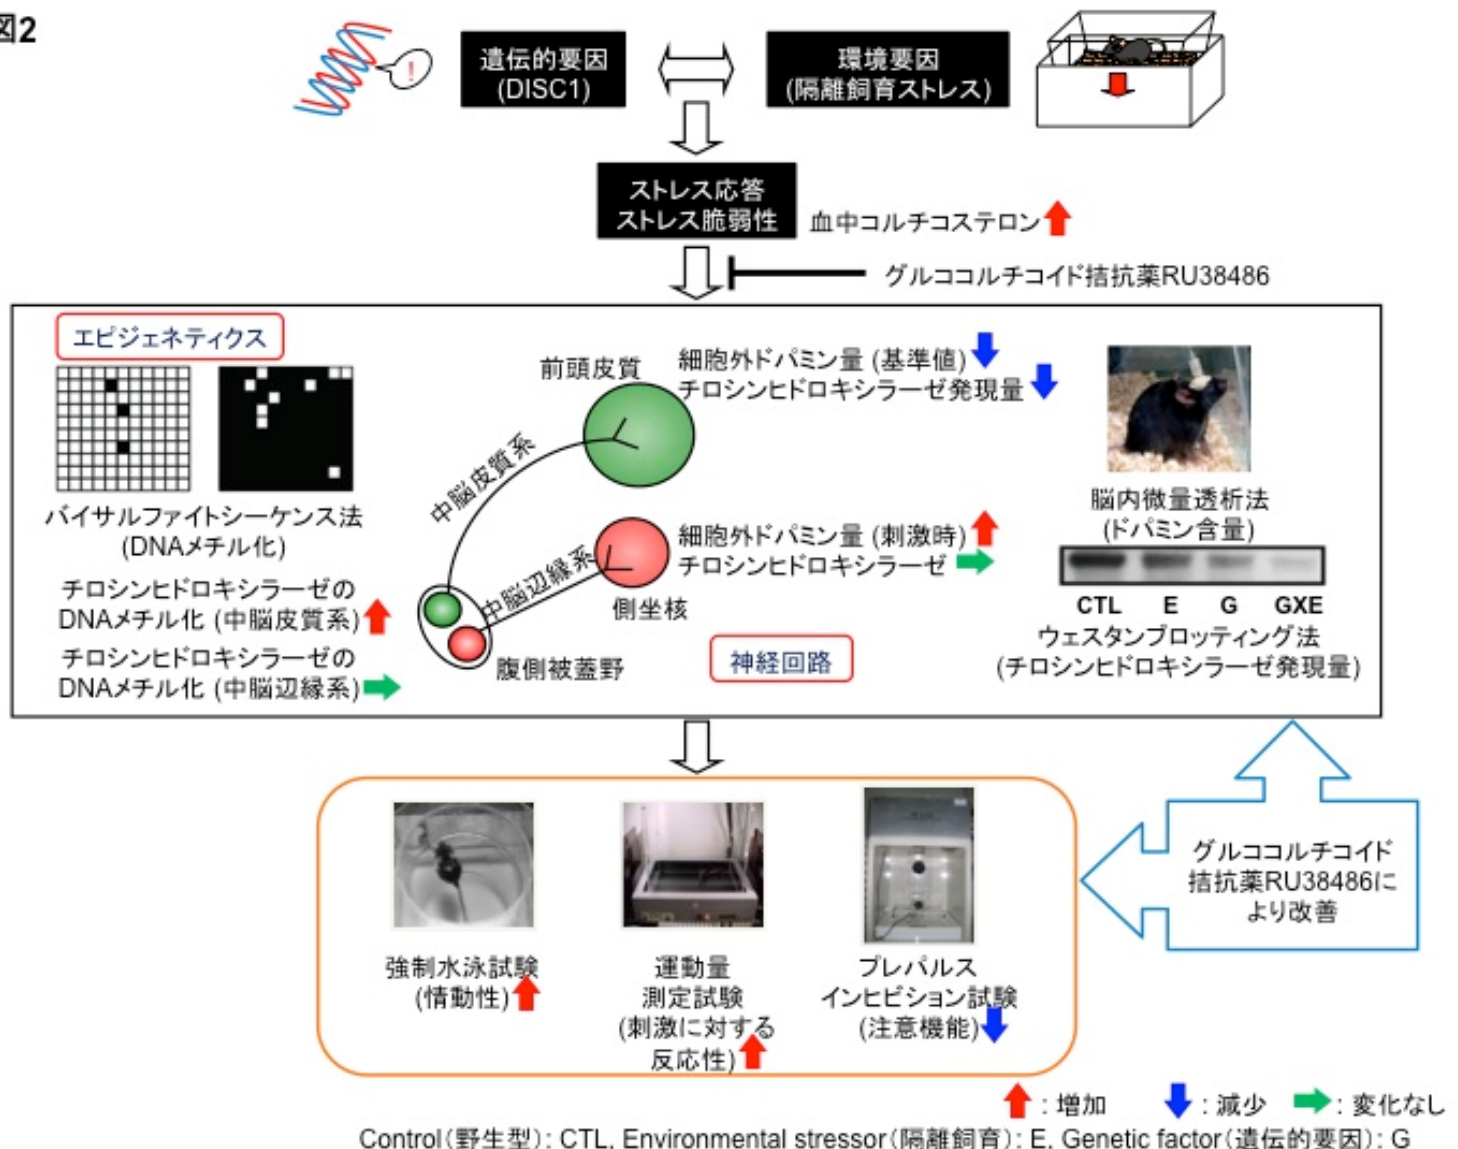 図2
!
遺伝的要因
(DISC1)
環境要因
(隔離飼育ストレス)
ストレス応答
ストレス脆弱性
血中コルチコステロン
グルココルチコイド拮抗薬RU38486
エピジェネティクス
バイサルファイトシーケンス法
(DNAメチル化)
チロシンヒドロキシラーゼの
DNAメチル化 (中脳皮質系)
チロシンヒドロキシラーゼの
DNAメチル化 (中脳辺縁系)
前頭皮質
細胞外ドパミン量 (基準値)
チロシンヒドロキシラーゼ発現量
中脳皮質系
細胞外ドパミン量 (刺激時)
チロシンヒドロキシラーゼ
中脳辺縁系
側坐核
腹側被蓋野
神経回路
脳内微量透析法
(ドパミン含量)
CTL E G GXE
ウェスタンブロッティング法
(チロシンヒドロキシラーゼ発現量)
強制水泳試験
(情動性)
運動量
測定試験
(刺激に対する
反応性)
プレパルス
インヒビション試験
(注意機能)
グルココルチコイド
拮抗薬RU38486に
より改善
: 増加 : 減少 : 変化なし
Control(野生型): CTL, Environmental stressor(隔離飼育): E, Genetic factor(遺伝的要因): G